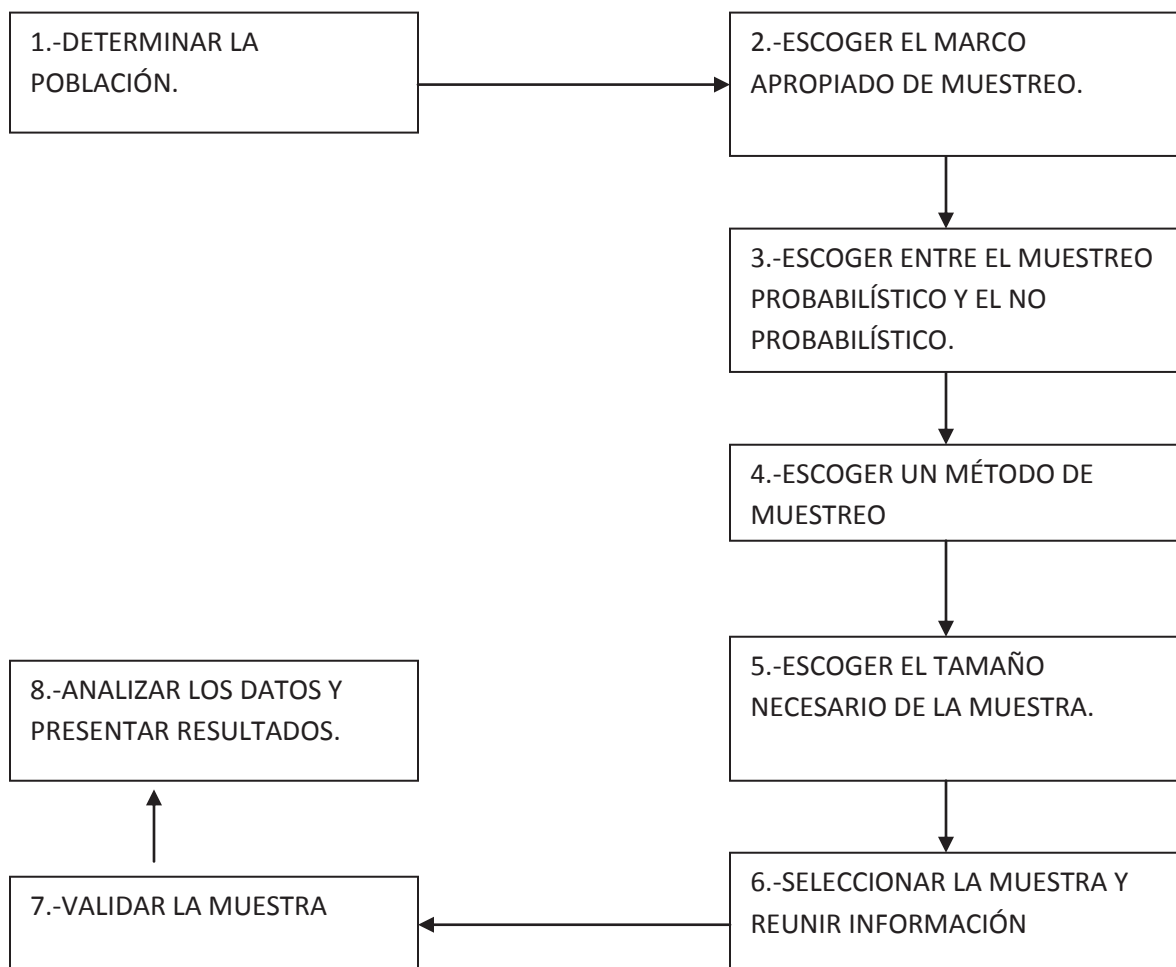 1.-DETERMINAR LA
POBLACIÓN.
2.-ESCOGER EL MARCO
APROPIADO DE MUESTREO.
3.-ESCOGER ENTRE EL MUESTREO
PROBABILÍSTICO Y EL NO
PROBABILÍSTICO.
4.-ESCOGER UN MÉTODO DE
MUESTREO
5.-ESCOGER EL TAMAÑO
NECESARIO DE LA MUESTRA.
6.-SELECCIONAR LA MUESTRA Y
REUNIR INFORMACIÓN
7.-VALIDAR LA MUESTRA
8.-ANALIZAR LOS DATOS Y
PRESENTAR RESULTADOS.